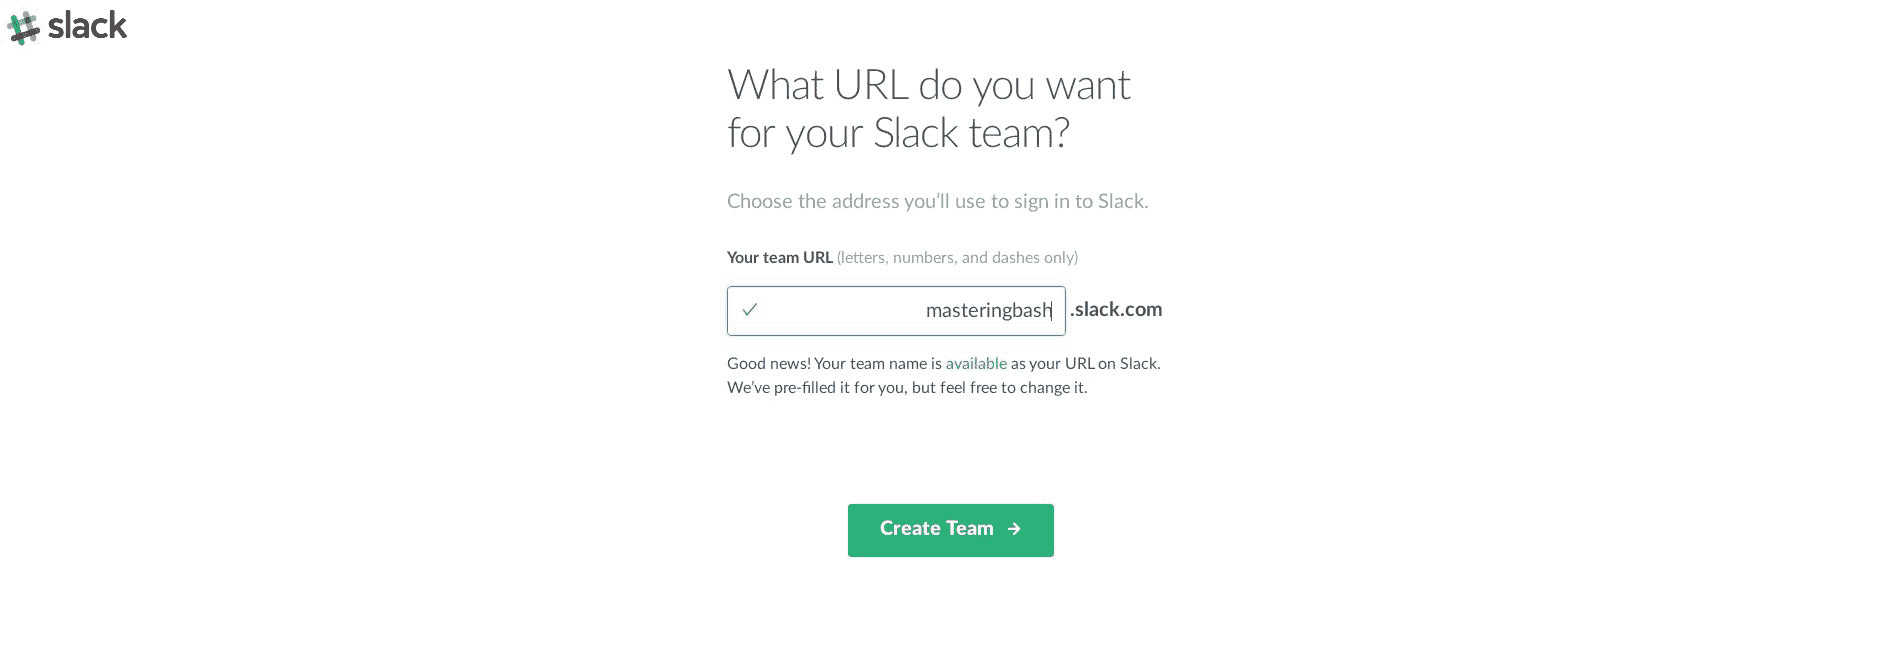 slack
What URL do you want
for your Slack team?
Choose the address you’ll use to sign in to Slack.
Your team URL (letters, numbers, and dashes only)
masteringbash .slack.com
Good news! Your team name is available as your URL on Slack.
We’ve pre-filled it for you, but feel free to change it.
Create Team →